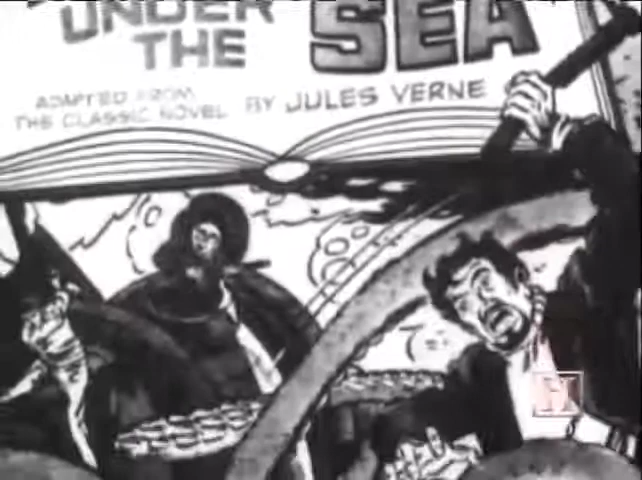 UNDER
THE SEA
ADAPTED FROM
THE CLASSIC NOVEL BY JULES VERNE
H